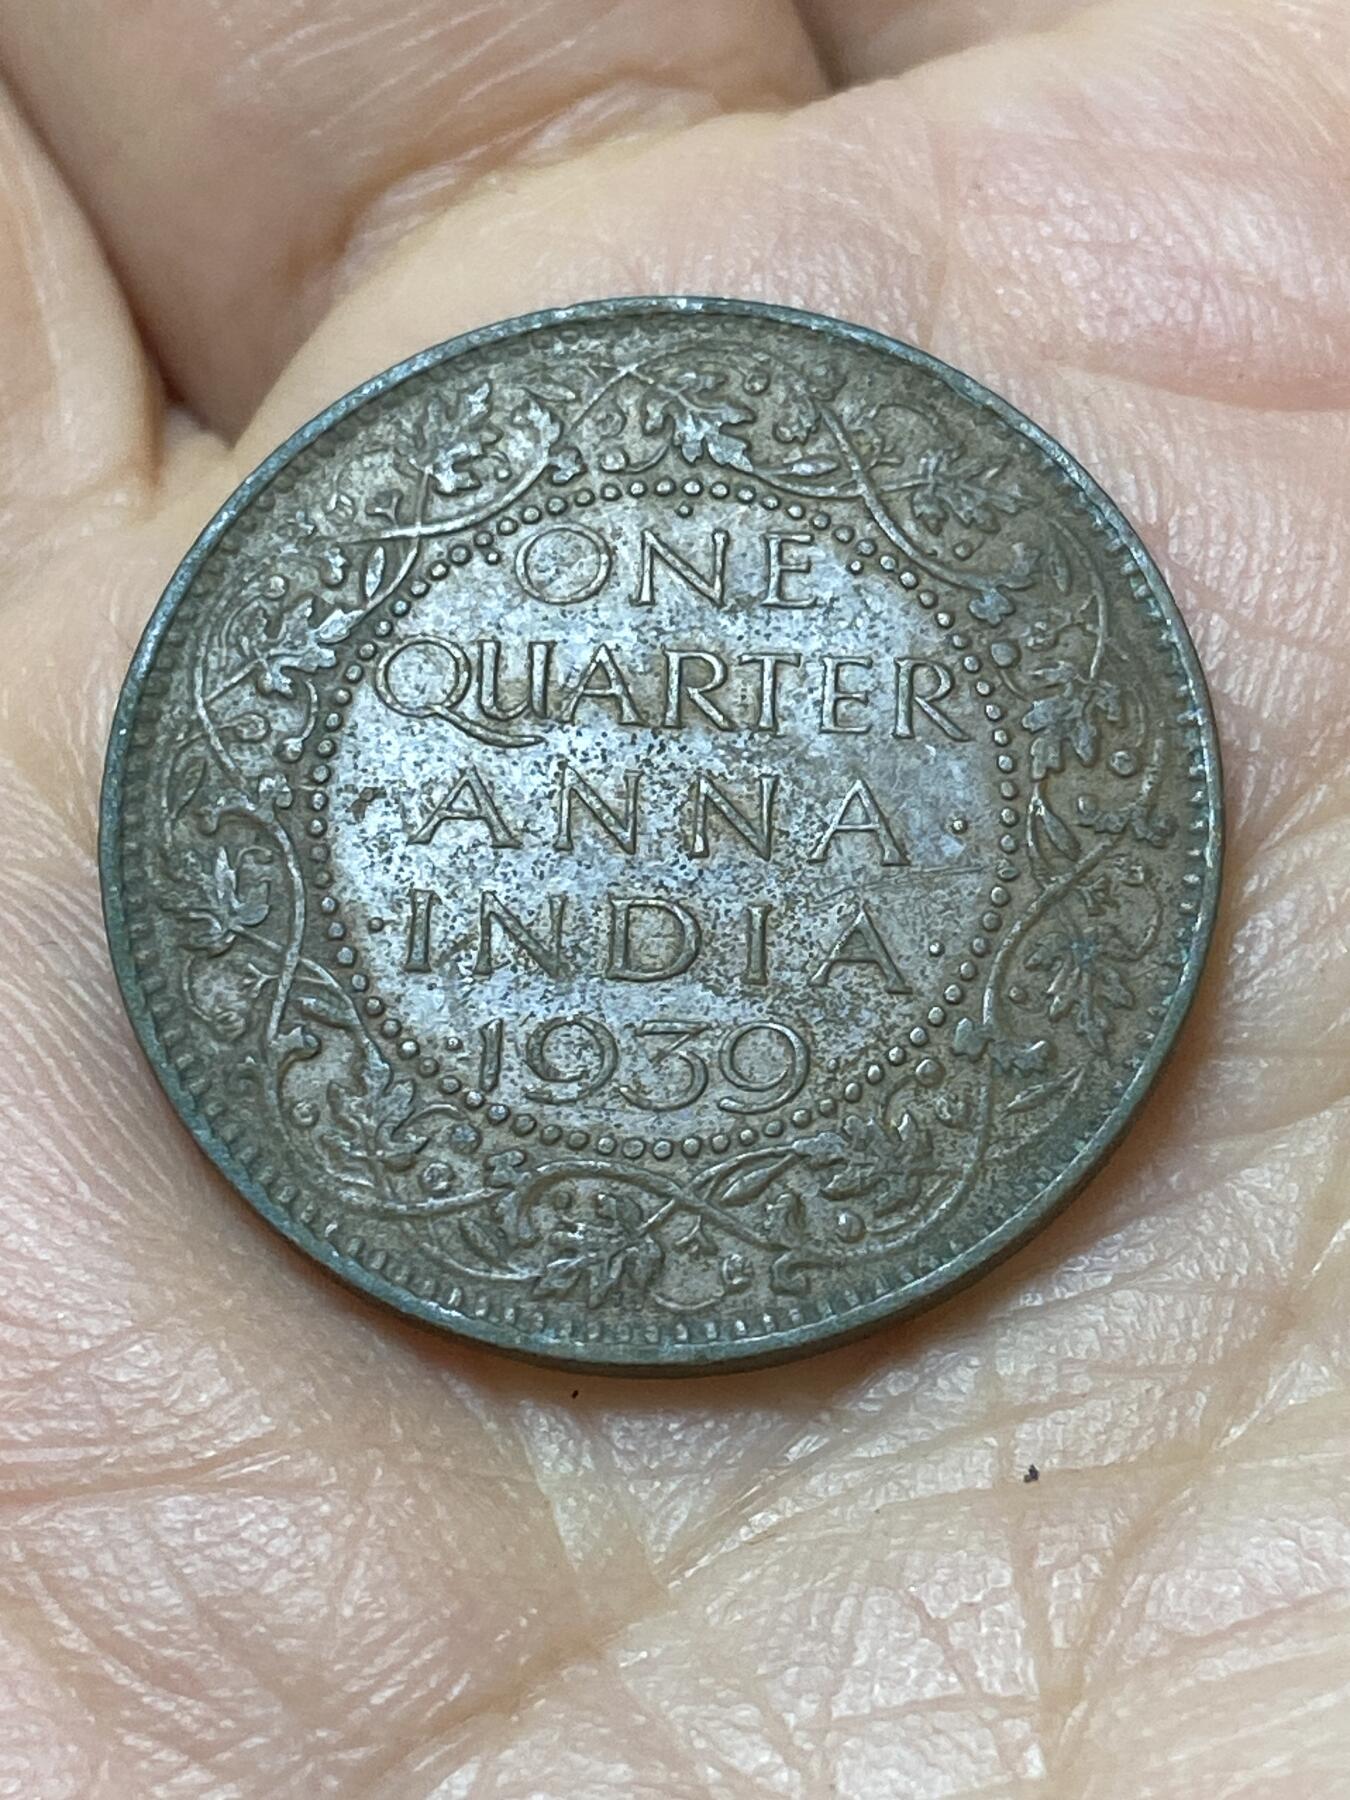 ONE
QUARTER
ANNA
INDIA
1939